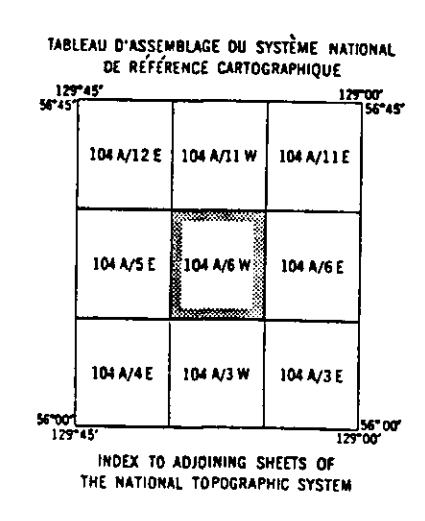 TABLEAU D'ASSEMBLAGE DU SYSTÈME NATIONAL
DE RÉFÉRENCE CARTOGRAPHIQUE
129°45' 129°00'
56°45' 56°45'
104 A/12 E 104 A/11 W 104 A/11 E
104 A/5 E 104 A/6 W 104 A/6 E
104 A/4 E 104 A/3 W 104 A/3 E
56°00' 56°00'
129°45' 129°00'
INDEX TO ADJOINING SHEETS OF
THE NATIONAL TOPOGRAPHIC SYSTEM